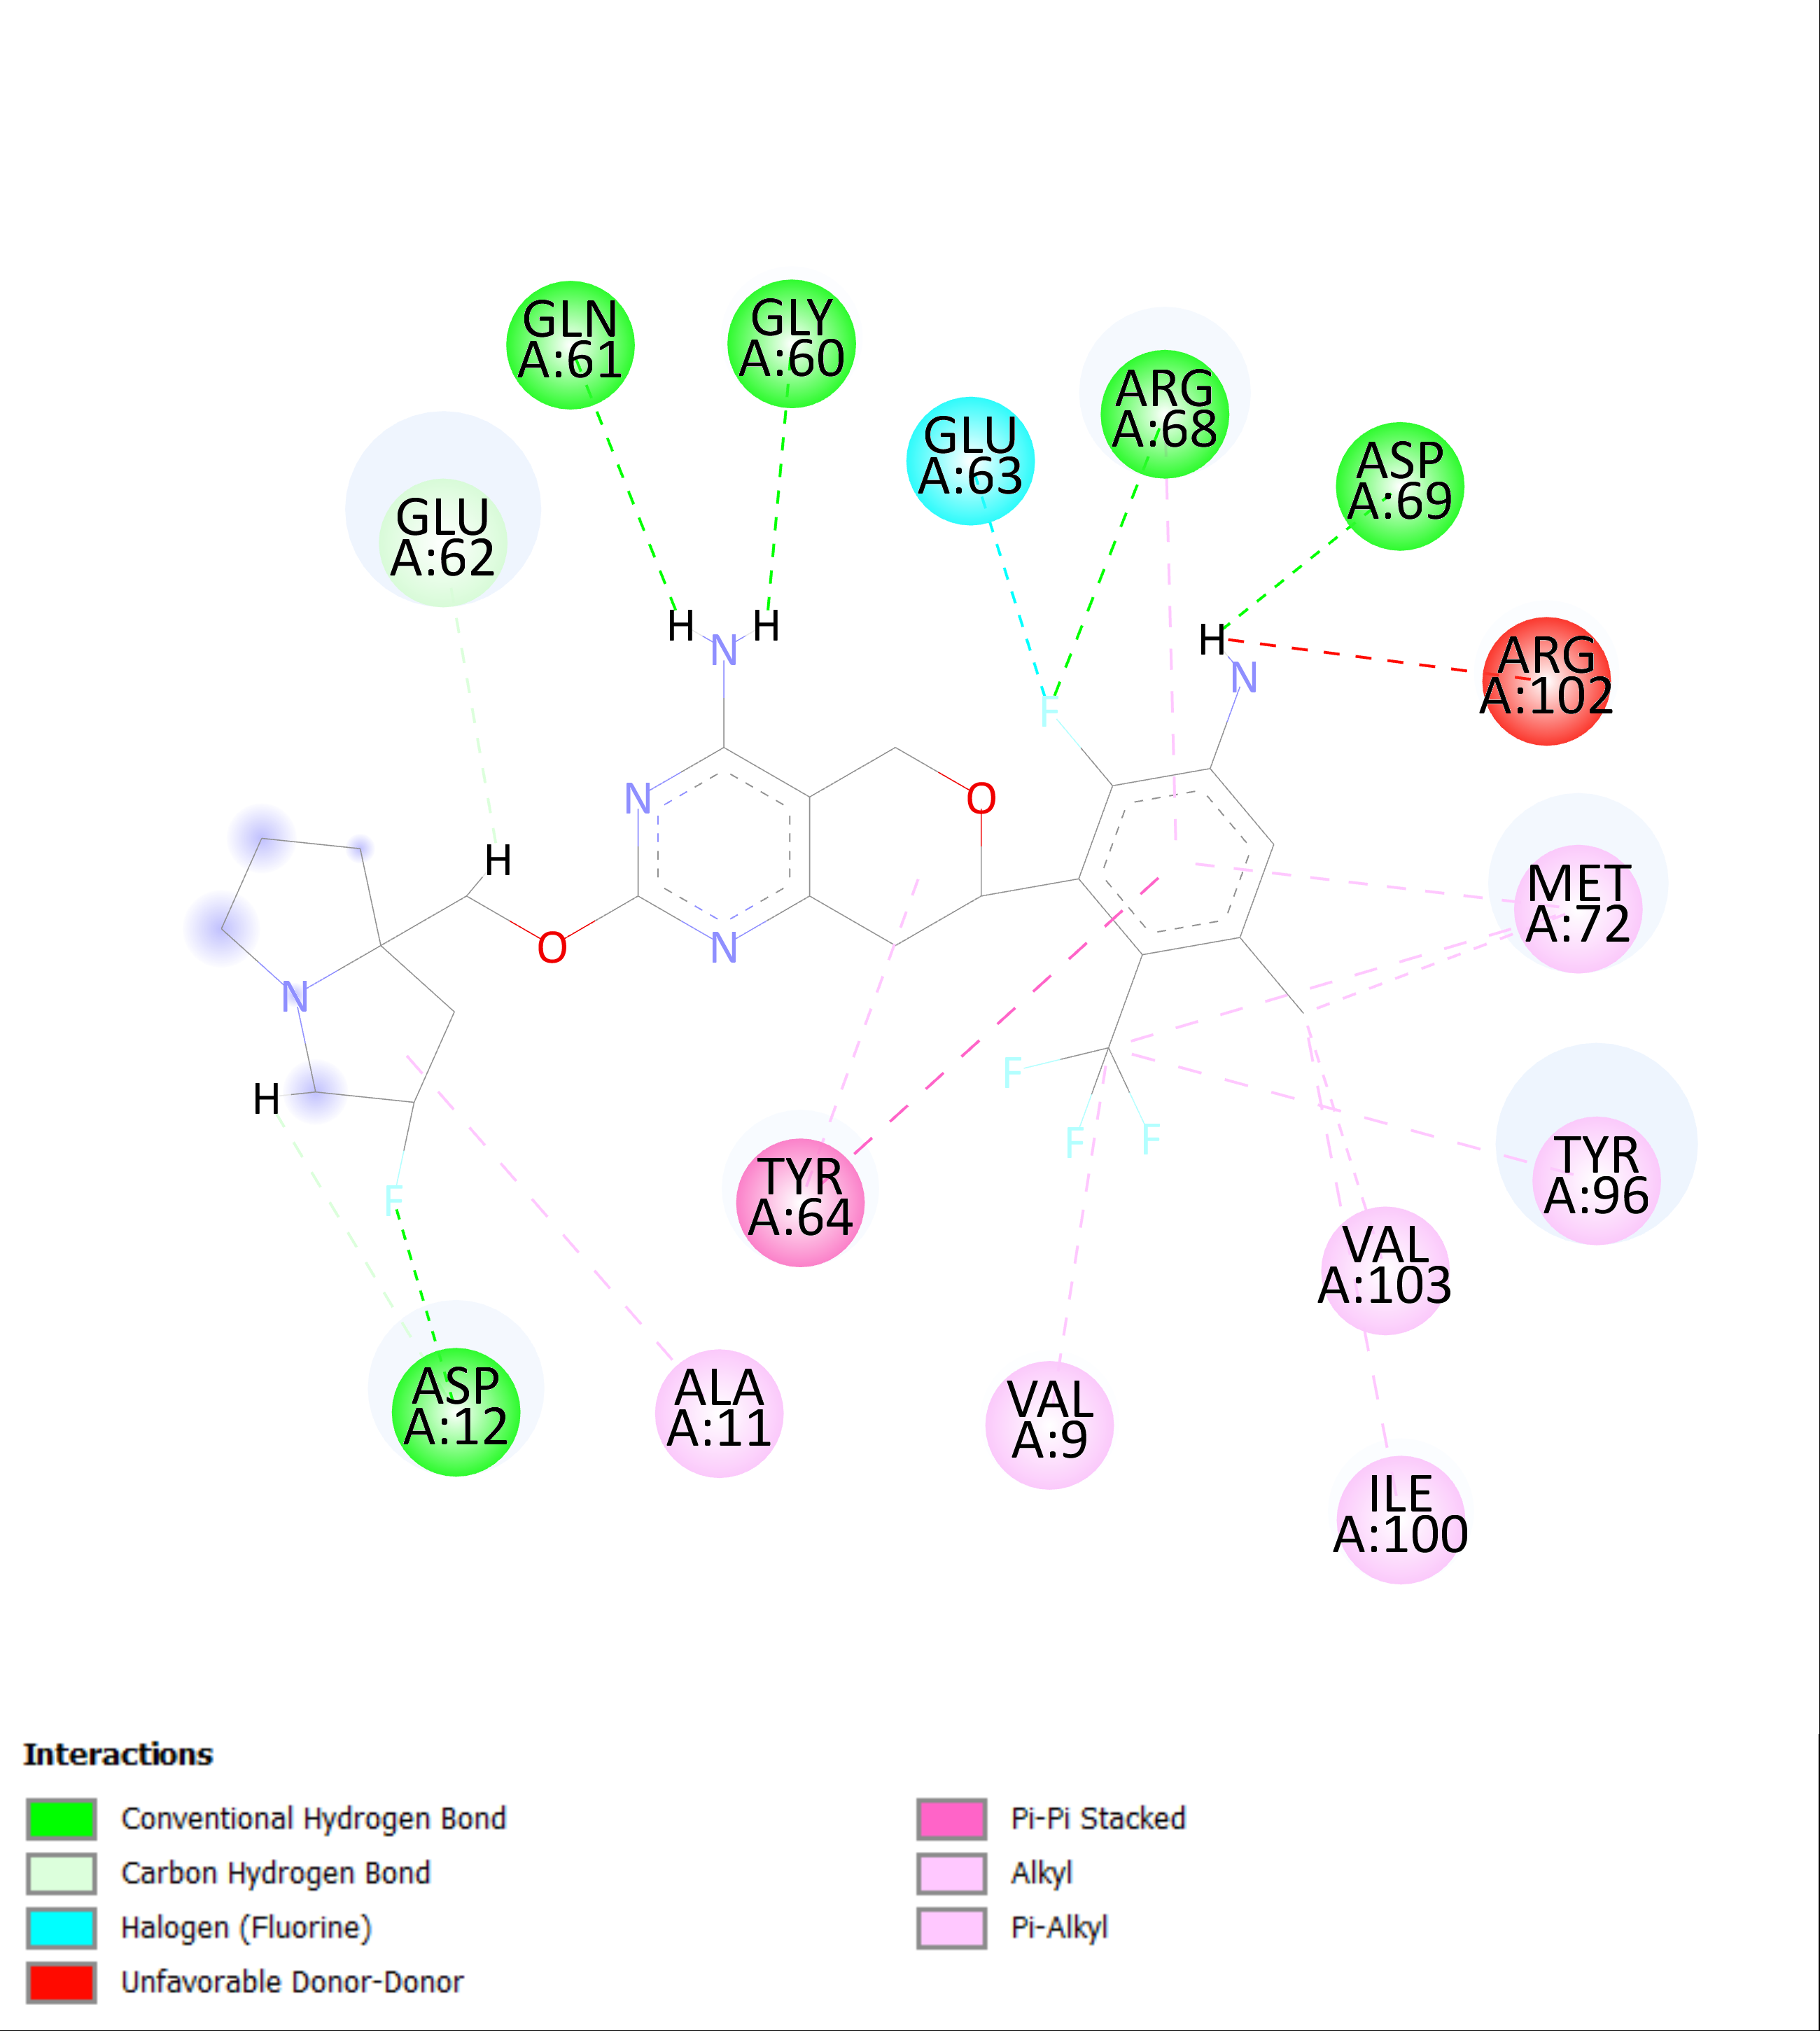 GLN
A:61
GLY
A:60
ARG
A:68
GLU
A:63
ASP
A:69
GLU
A:62
H
N
H
H
N
ARG
A:102
F
N
O
H
MET
A:72
O
N
N
H
F
F
F
F
TYR
A:64
TYR
A:96
VAL
A:103
ASP
A:12
ALA
A:11
VAL
A:9
ILE
A:100
Interactions
Conventional Hydrogen Bond
Carbon Hydrogen Bond
Halogen (Fluorine)
Unfavorable Donor-Donor
Pi-Pi Stacked
Alkyl
Pi-Alkyl